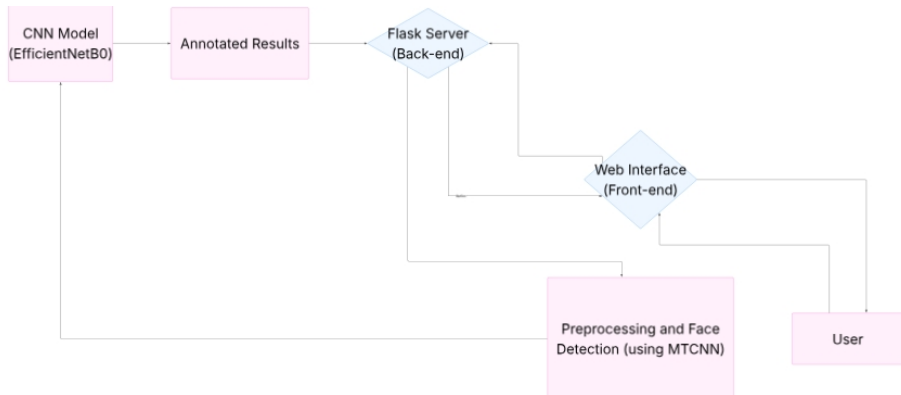 CNN Model
(EfficientNetB0)
Annotated Results
Flask Server
(Back-end)
Web Interface
(Front-end)
Preprocessing and Face
Detection (using MTCNN)
User